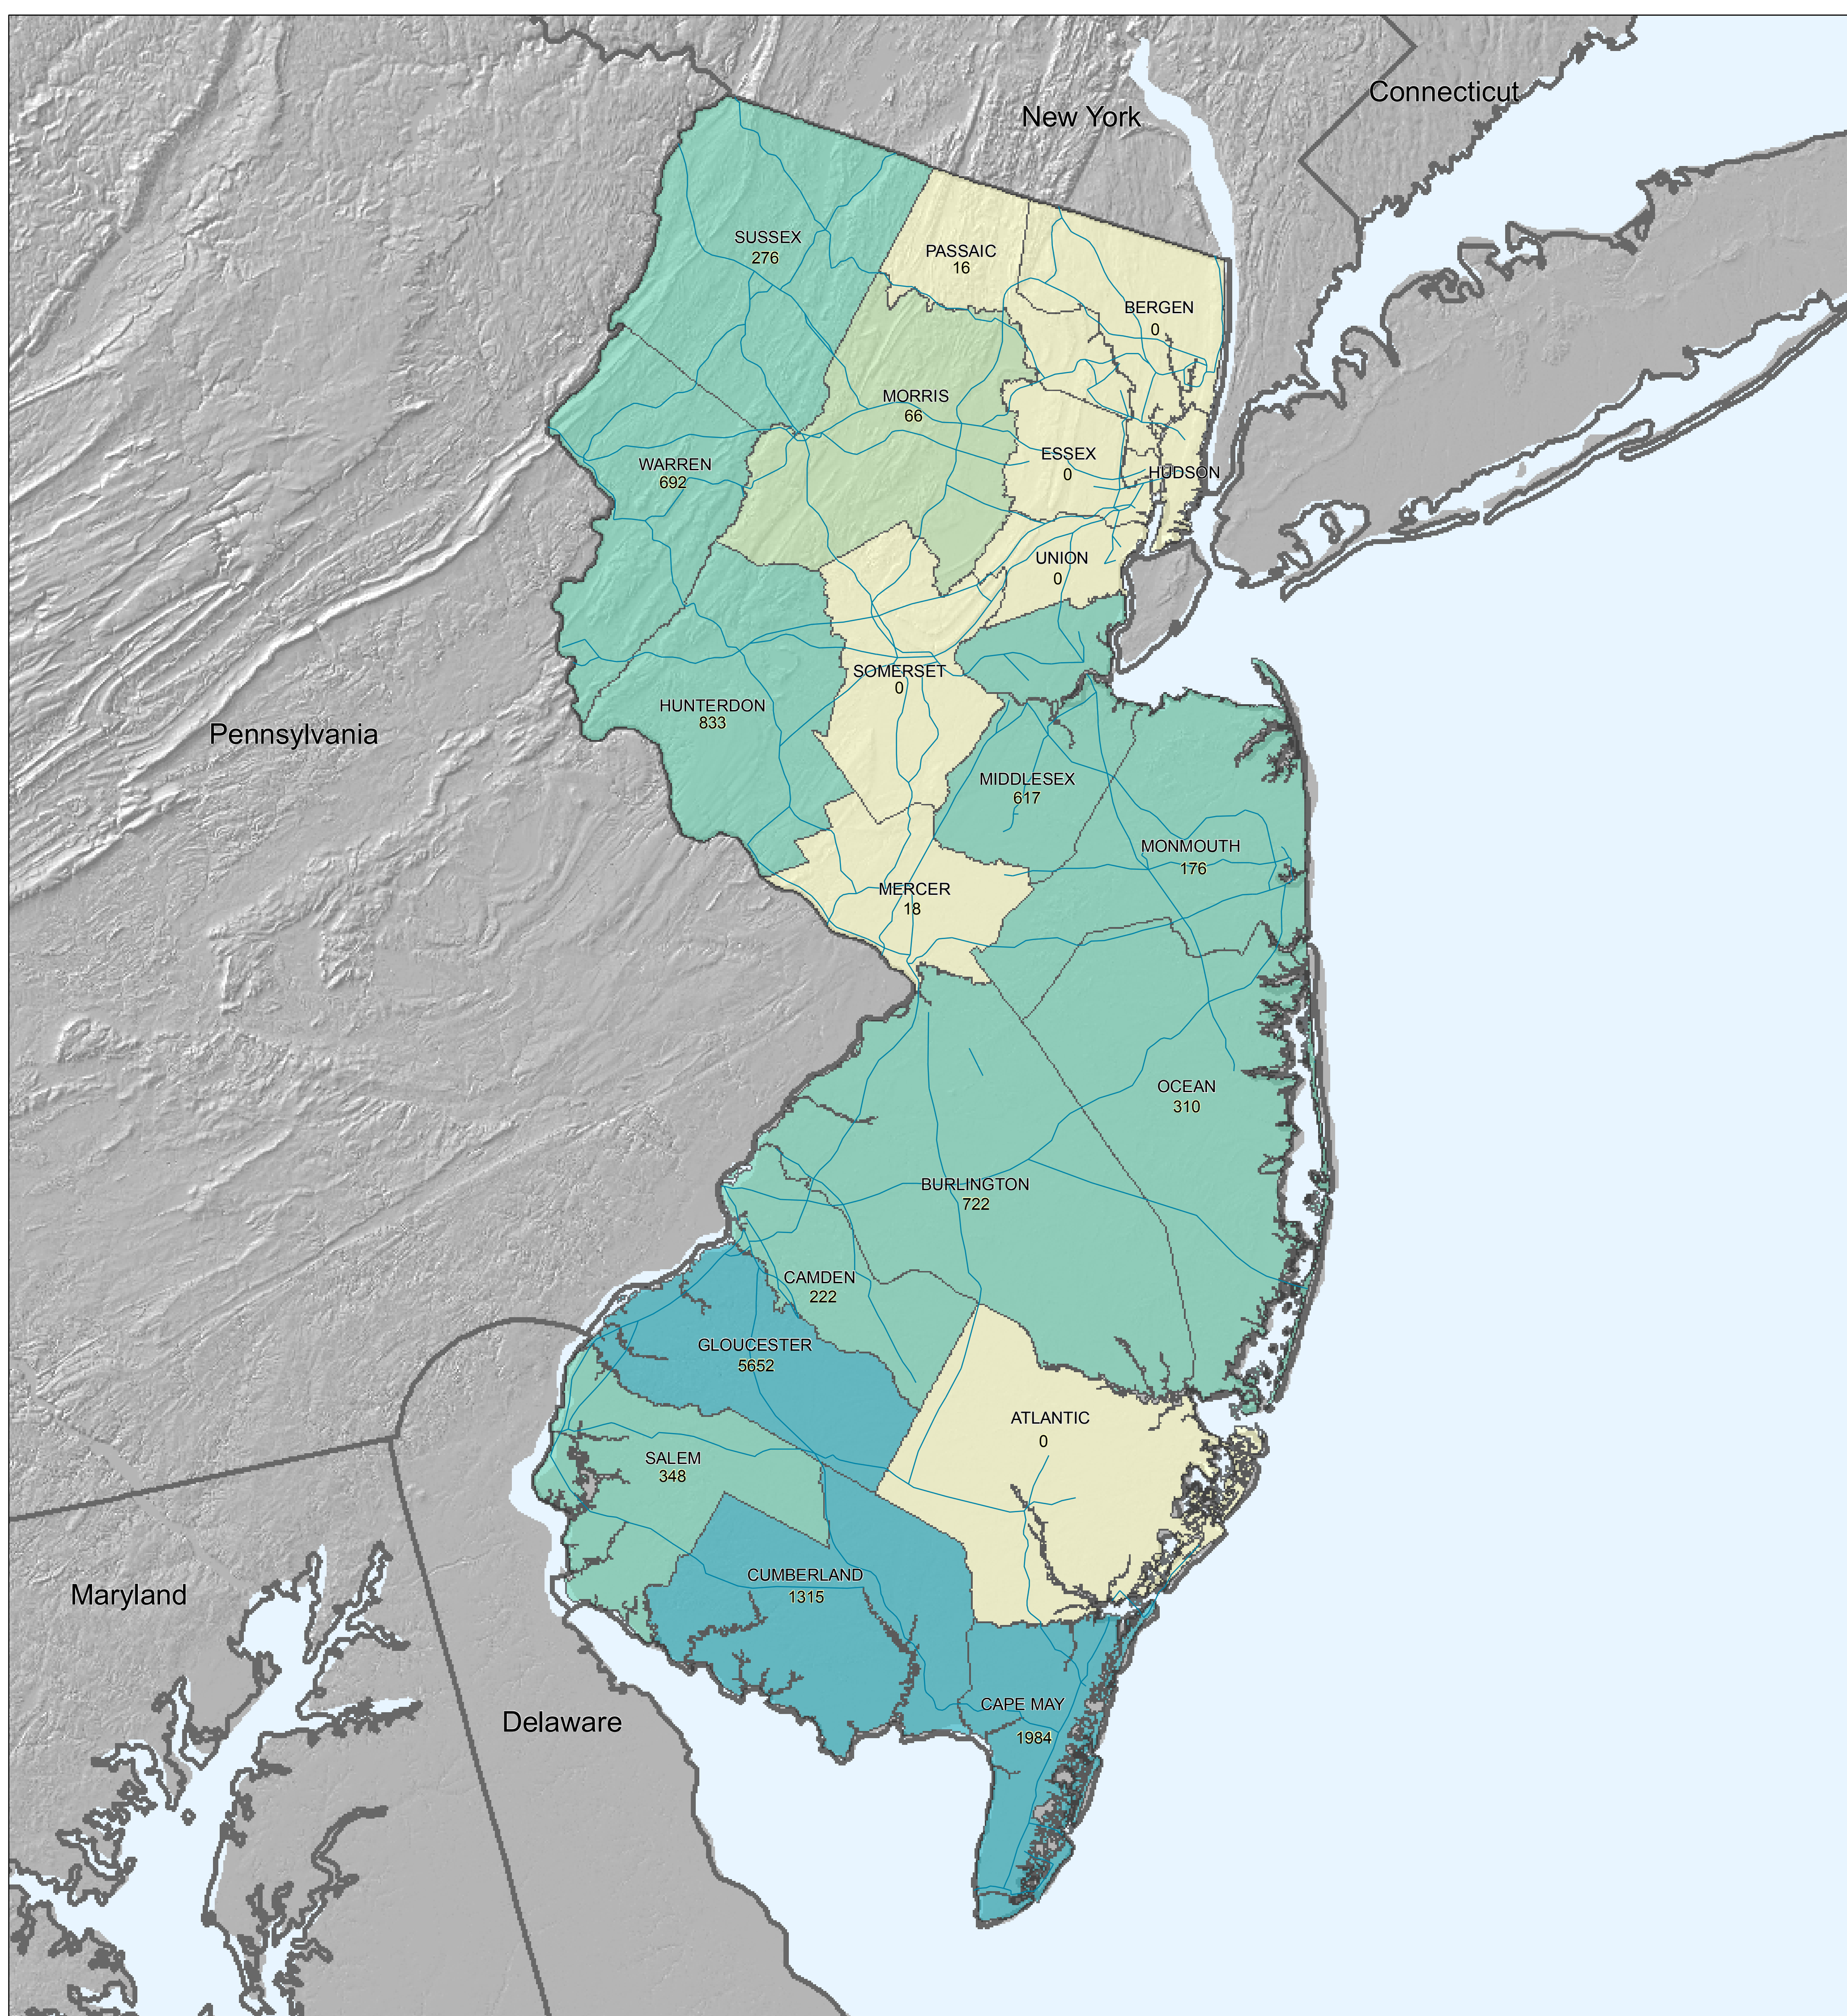 Connecticut
New York
SUSSEX
276
PASSAIC
16
BERGEN
0
MORRIS
66
ESSEX
0
HUDSON
WARREN
692
UNION
0
SOMERSET
0
HUNTERDON
833
Pennsylvania
MIDDLESEX
617
MONMOUTH
176
MERCER
18
OCEAN
310
BURLINGTON
722
CAMDEN
222
GLOUCESTER
5652
ATLANTIC
0
SALEM
348
CUMBERLAND
1315
Maryland
CAPE MAY
1984
Delaware